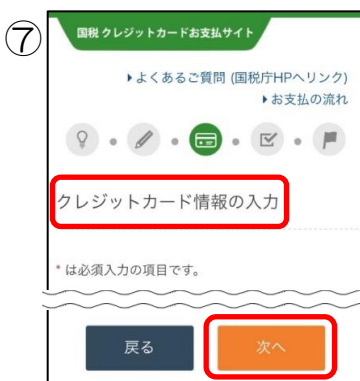 ⑦
国税 クレジットカードお支払サイト
よくあるご質問 (国税庁HPへリンク)
お支払の流れ
クレジットカード情報の入力
* は必須入力の項目です。
戻る
次へ